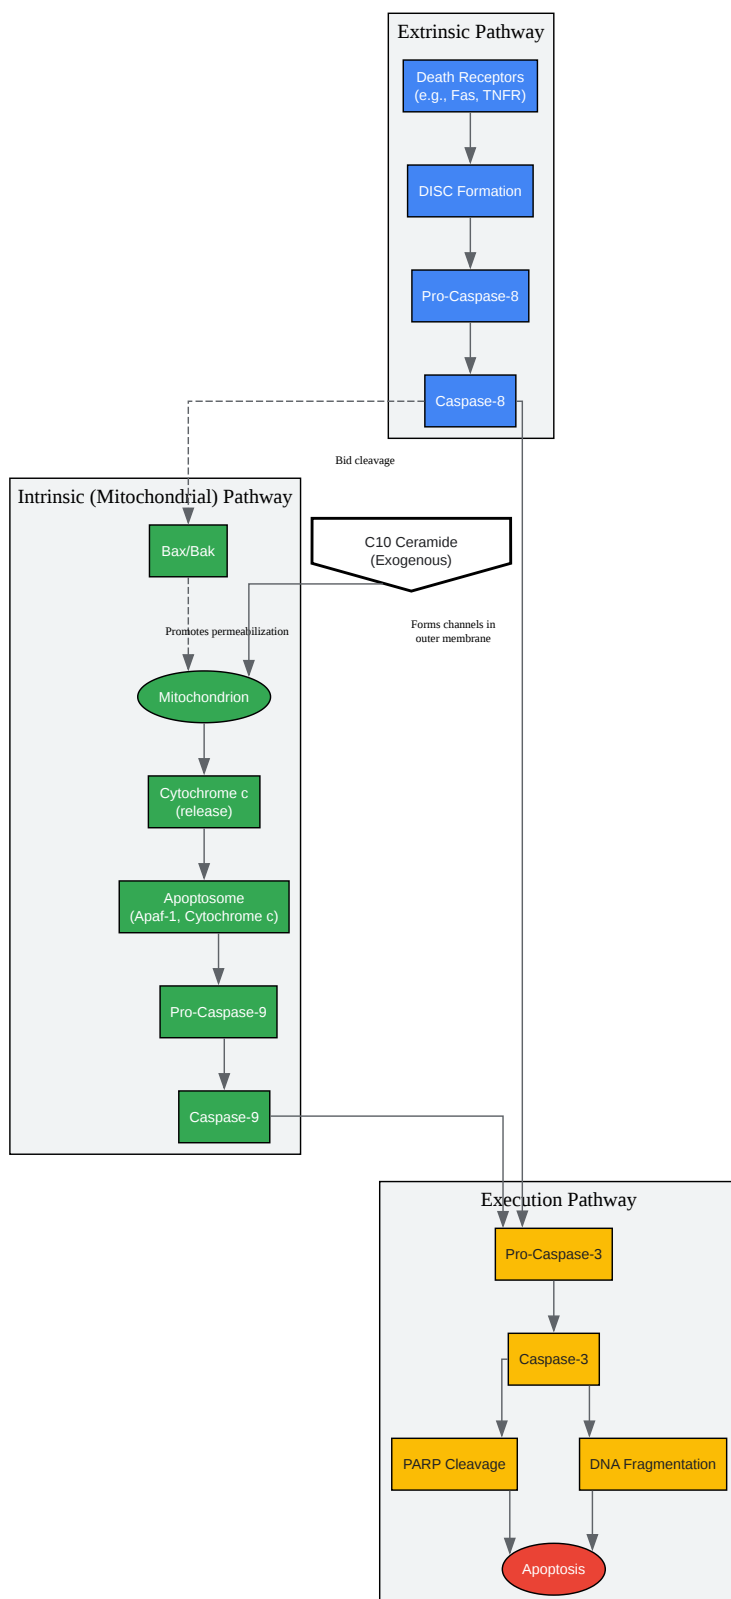 Extrinsic Pathway
Death Receptors
(e.g., Fas, TNFR)
DISC Formation
Pro-Caspase-8
Caspase-8
Bid cleavage
Intrinsic (Mitochondrial) Pathway
Bax/Bak
C10 Ceramide
(Exogenous)
Promotes permeabilization
Forms channels in
outer membrane
Mitochondrion
Cytochrome c
(release)
Apoptosome
(Apaf-1, Cytochrome c)
Pro-Caspase-9
Caspase-9
Execution Pathway
Pro-Caspase-3
Caspase-3
PARP Cleavage
DNA Fragmentation
Apoptosis